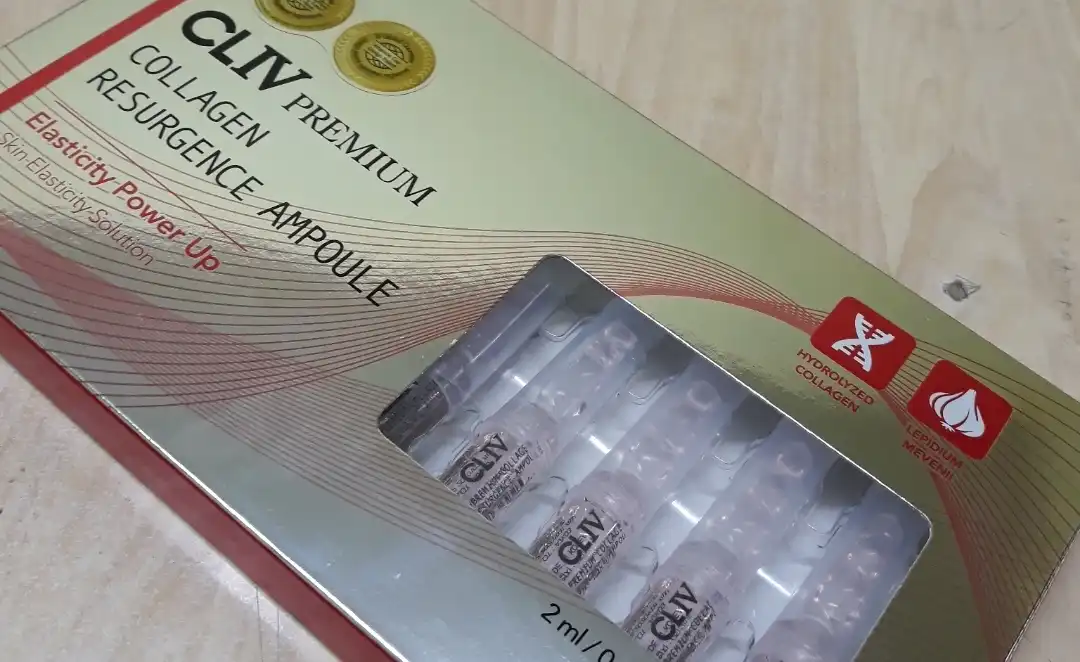 CLIV PREMIUM
COLLAGEN
RESURGENCE AMPOULE
Elasticity Power Up
Skin-Elasticity-Solution
HYDROLYZED
COLLAGEN
LEPIDIUM
MEYENII
CLIV
CLIV
CLIV
2 ml / 0